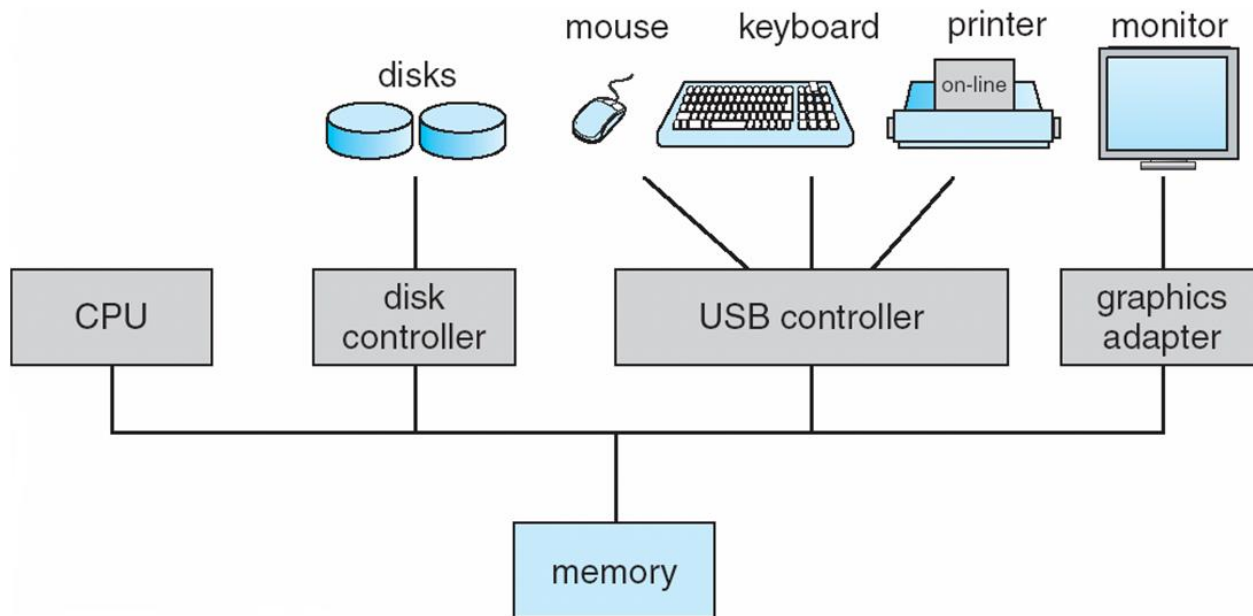 mouse
keyboard
printer
monitor
disks
on-line
CPU
disk
controller
USB controller
graphics
adapter
memory